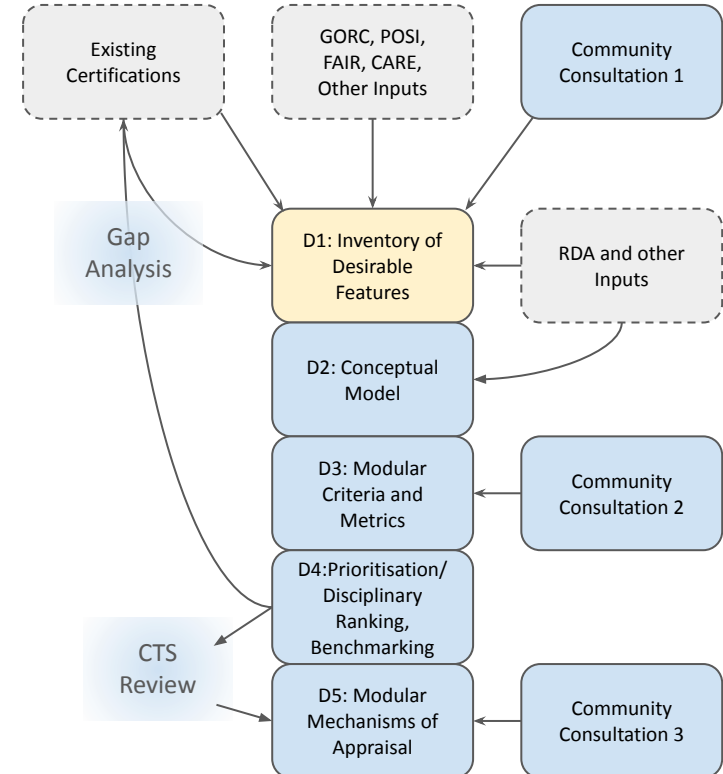 Existing
Certifications
GORC, POSI,
FAIR, CARE,
Other Inputs
Community
Consultation 1
Gap
Analysis
D1: Inventory of
Desirable
Features
RDA and other
Inputs
D2: Conceptual
Model
D3: Modular
Criteria and
Metrics
Community
Consultation 2
D4:Prioritisation/
Disciplinary
Ranking,
Benchmarking
CTS
Review
D5: Modular
Mechanisms of
Appraisal
Community
Consultation 3